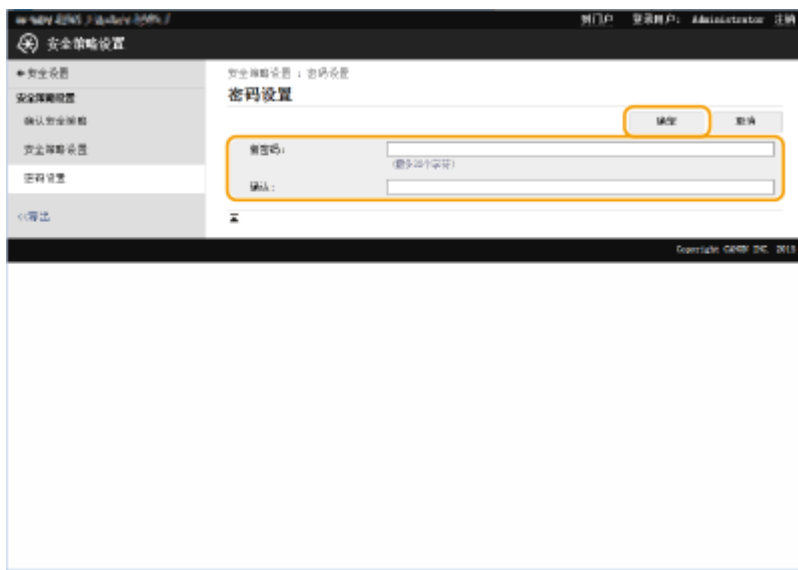 到门户 登录用户: Administrator 注销
安全策略设置
安全设置
安全策略设置 : 密码设置
安全策略设置
密码设置
确认安全策略
确定 取消
安全策略设置
新密码:
(最多32个字符)
密码设置
确认:
<<导出
Copyright CANON INC. 2015